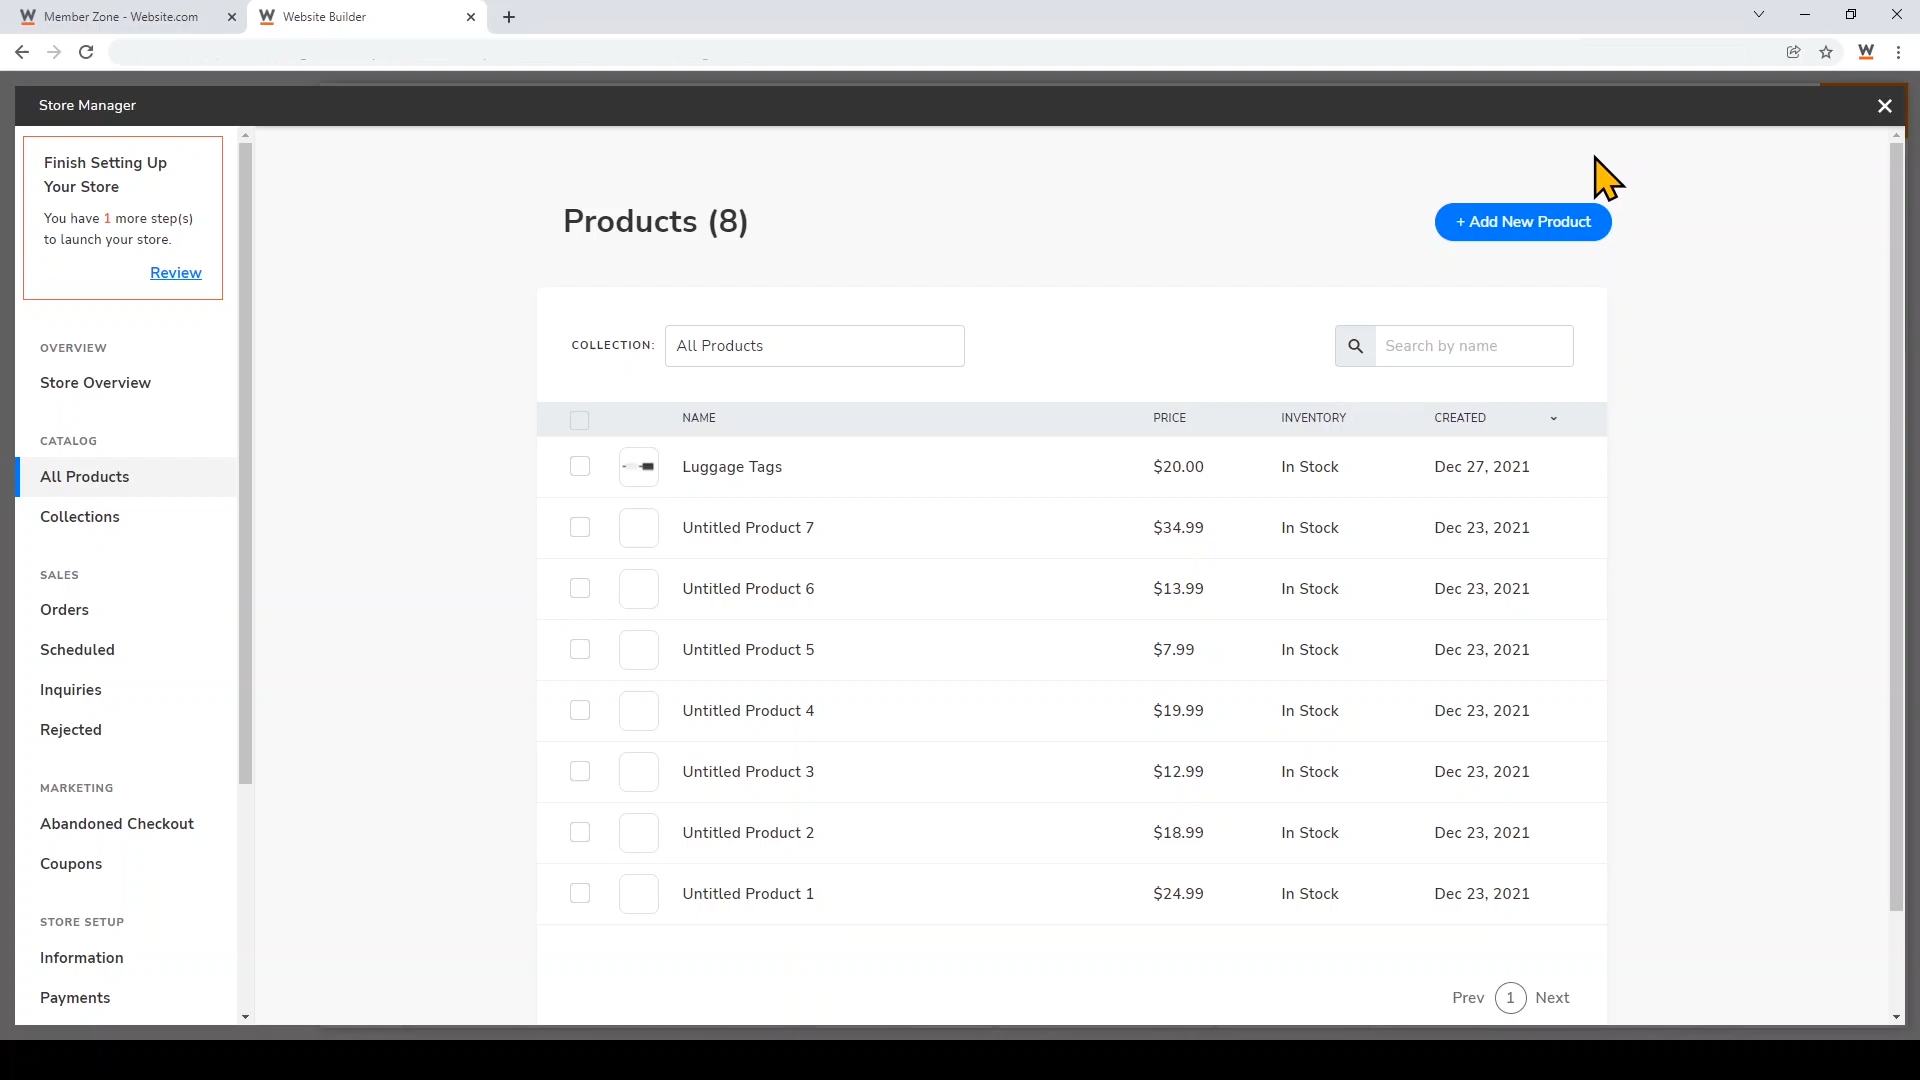 Member Zone - Website.com
Website Builder
Store Manager
Finish Setting Up
Your Store
You have 1 more step(s)
to launch your store.
Review
OVERVIEW
Store Overview
CATALOG
All Products
Collections
SALES
Orders
Scheduled
Inquiries
Rejected
MARKETING
Abandoned Checkout
Coupons
STORE SETUP
Information
Payments
Products (8)
+ Add New Product
COLLECTION: All Products
Search by name
NAME PRICE INVENTORY CREATED
Luggage Tags $20.00 In Stock Dec 27, 2021
Untitled Product 7 $34.99 In Stock Dec 23, 2021
Untitled Product 6 $13.99 In Stock Dec 23, 2021
Untitled Product 5 $7.99 In Stock Dec 23, 2021
Untitled Product 4 $19.99 In Stock Dec 23, 2021
Untitled Product 3 $12.99 In Stock Dec 23, 2021
Untitled Product 2 $18.99 In Stock Dec 23, 2021
Untitled Product 1 $24.99 In Stock Dec 23, 2021
Prev 1 Next